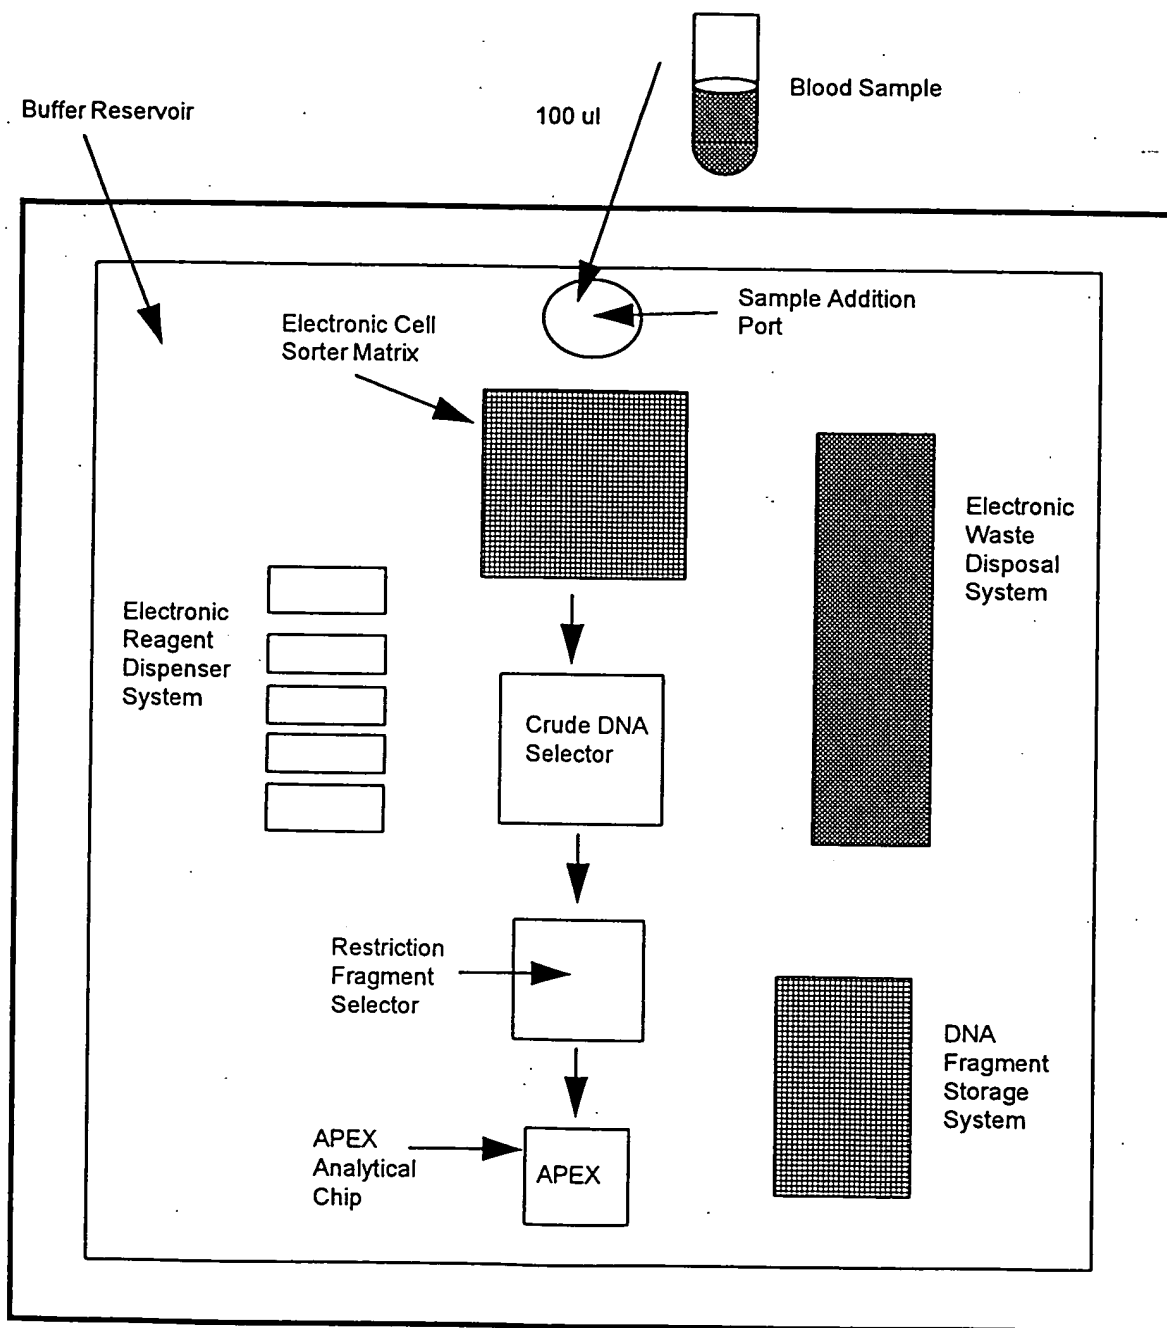 Blood Sample
Buffer Reservoir
100 ul
Sample Addition
Port
Electronic Cell
Sorter Matrix
Electronic
Waste
Disposal
System
Electronic
Reagent
Dispenser
System
Crude DNA
Selector
Restriction
Fragment
Selector
DNA
Fragment
Storage
System
APEX
Analytical
Chip
APEX